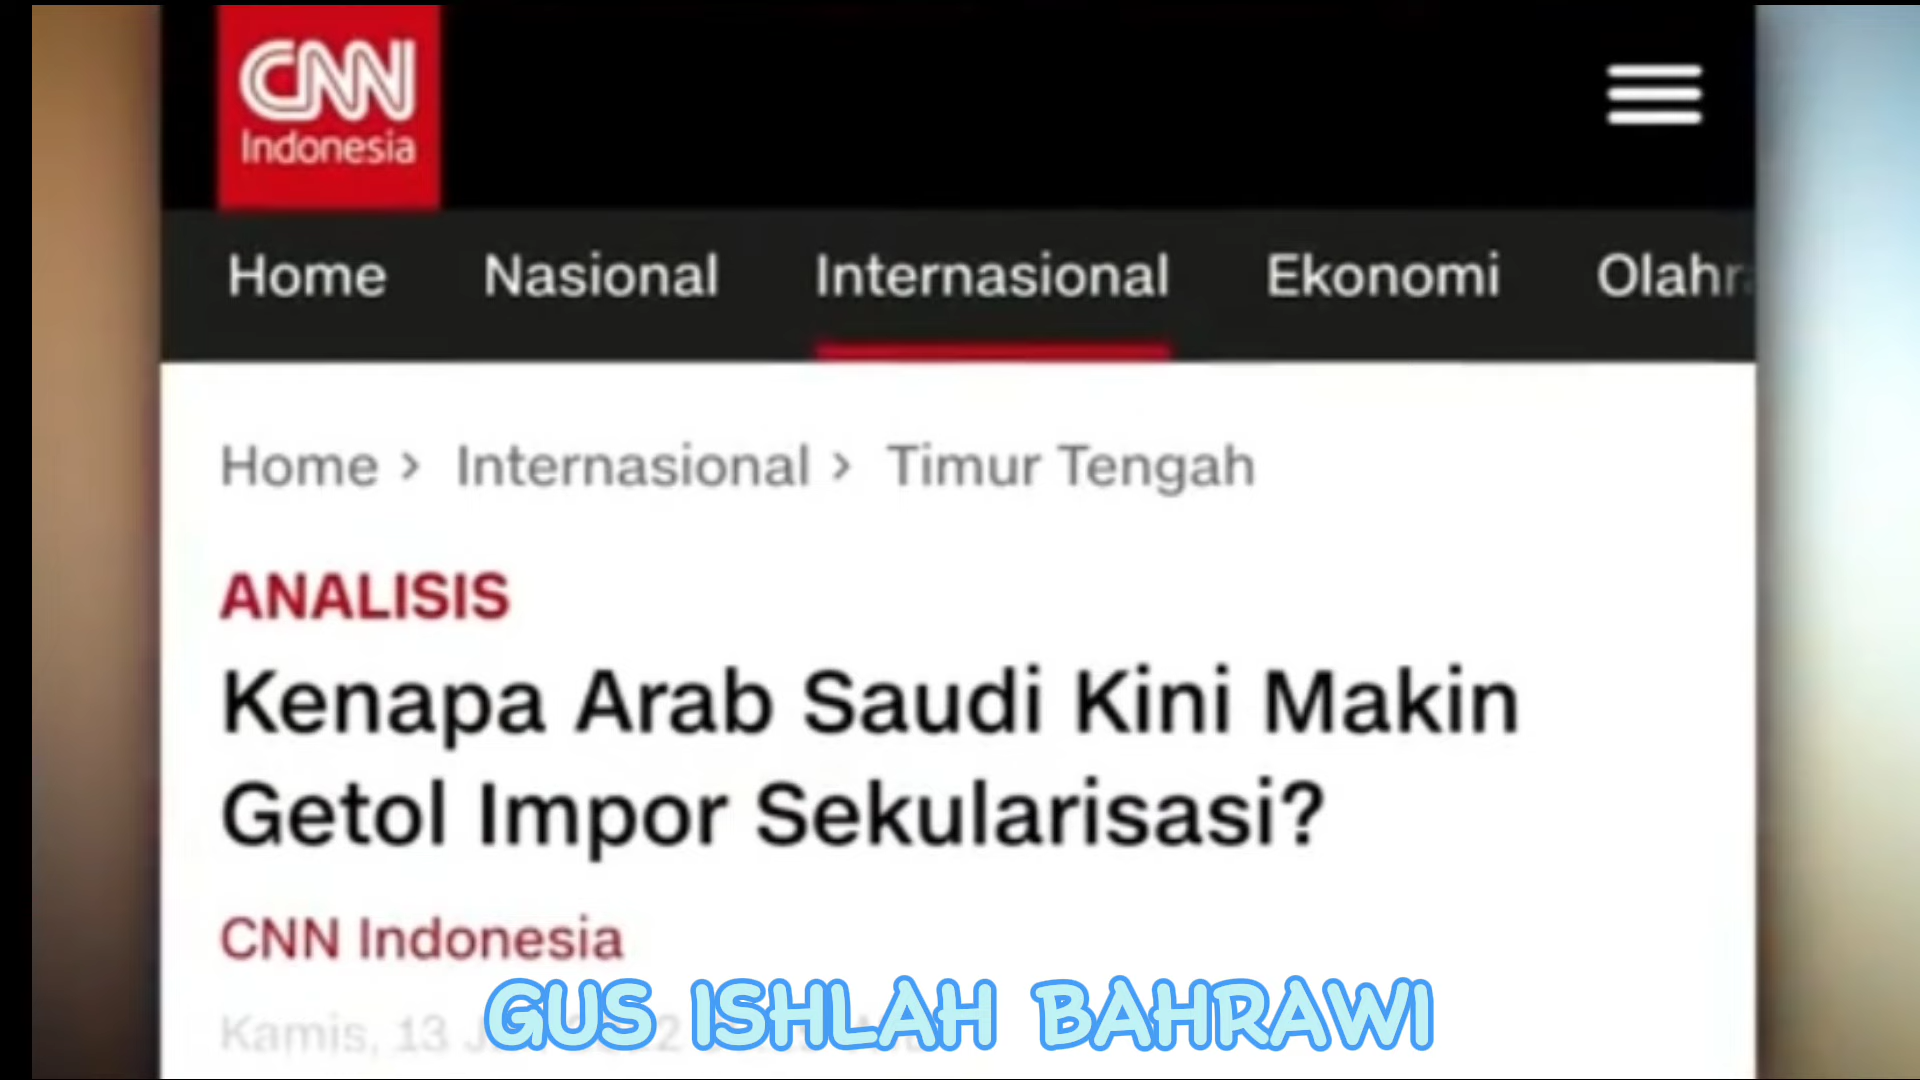 CNN
Indonesia
Home Nasional Internasional Ekonomi Olahr
Home > Internasional > Timur Tengah
ANALISIS
Kenapa Arab Saudi Kini Makin
Getol Impor Sekularisasi?
CNN Indonesia
Kamis, 13
GUS ISHLAH BAHRAWI